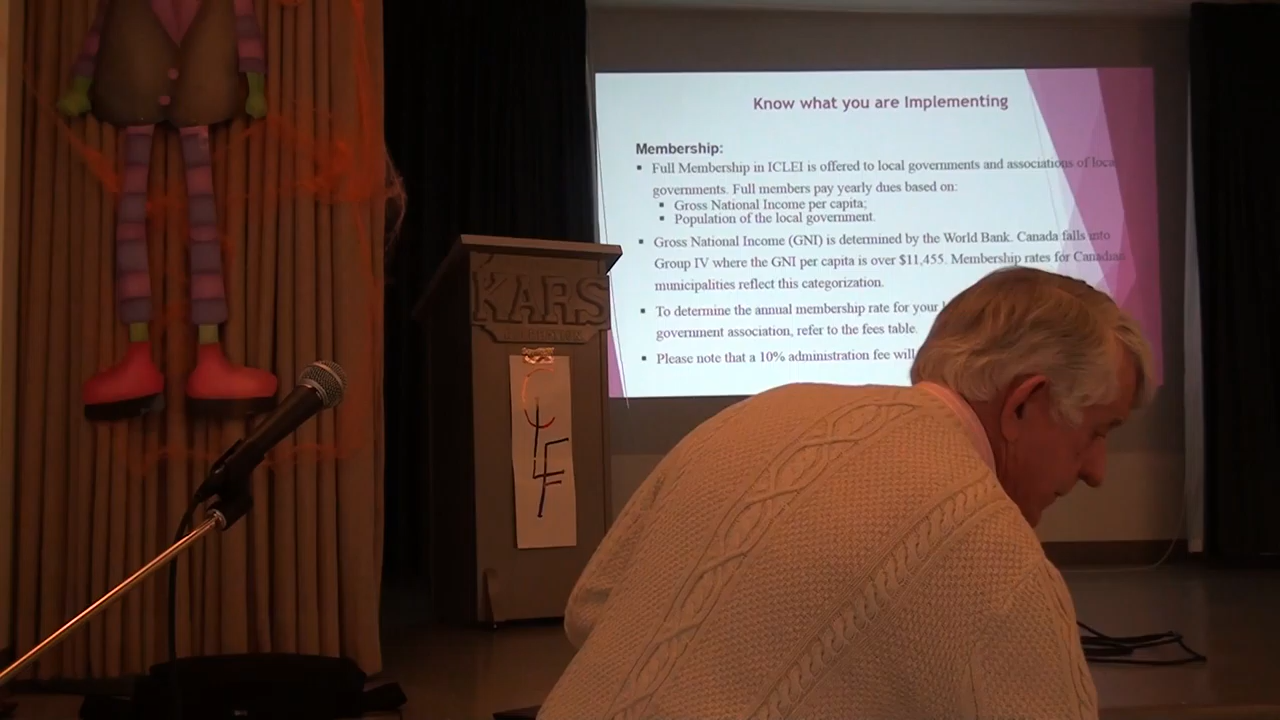 Know what you are Implementing
Membership:
Full Membership in ICLEI is offered to local governments and associations of local
governments. Full members pay yearly dues based on:
Gross National Income per capita;
Population of the local government.
Gross National Income (GNI) is determined by the World Bank. Canada falls into
Group IV where the GNI per capita is over $11,455. Membership rates for Canadian
municipalities reflect this categorization.
To determine the annual membership rate for your
government association, refer to the fees table.
Please note that a 10% administration fee will
KARS